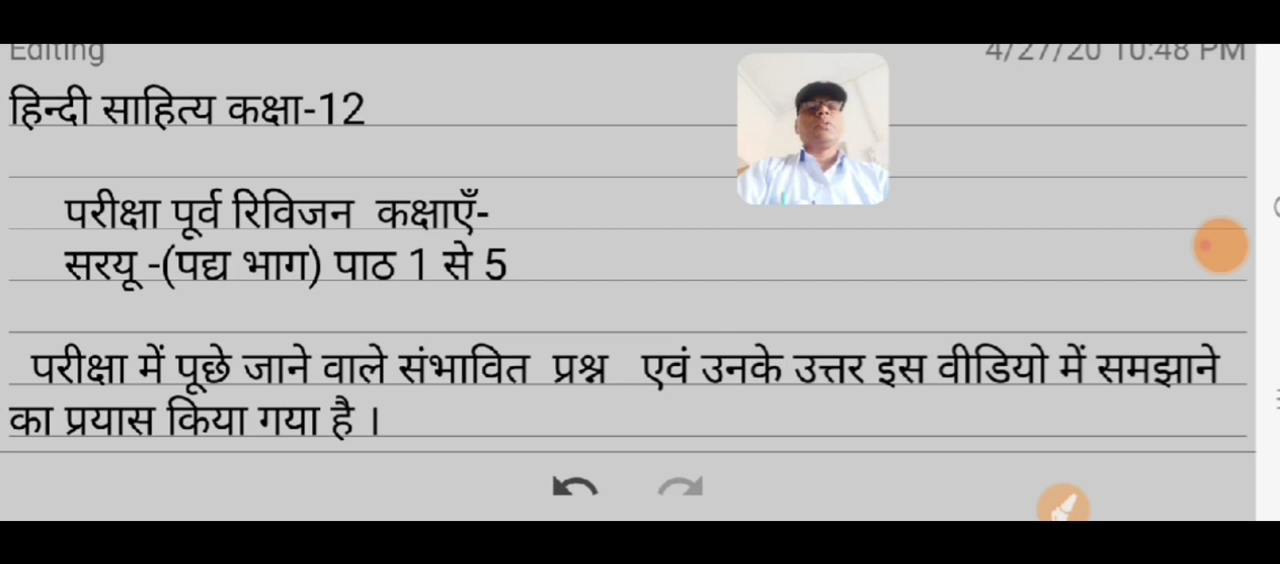 Editing
4/27/20 10:48 PM
हिन्दी साहित्य कक्षा-12
परीक्षा पूर्व रिविजन कक्षाएँ-
सरयू -(पद्य भाग) पाठ 1 से 5
परीक्षा में पूछे जाने वाले संभावित प्रश्न एवं उनके उत्तर इस वीडियो में समझाने
का प्रयास किया गया है ।